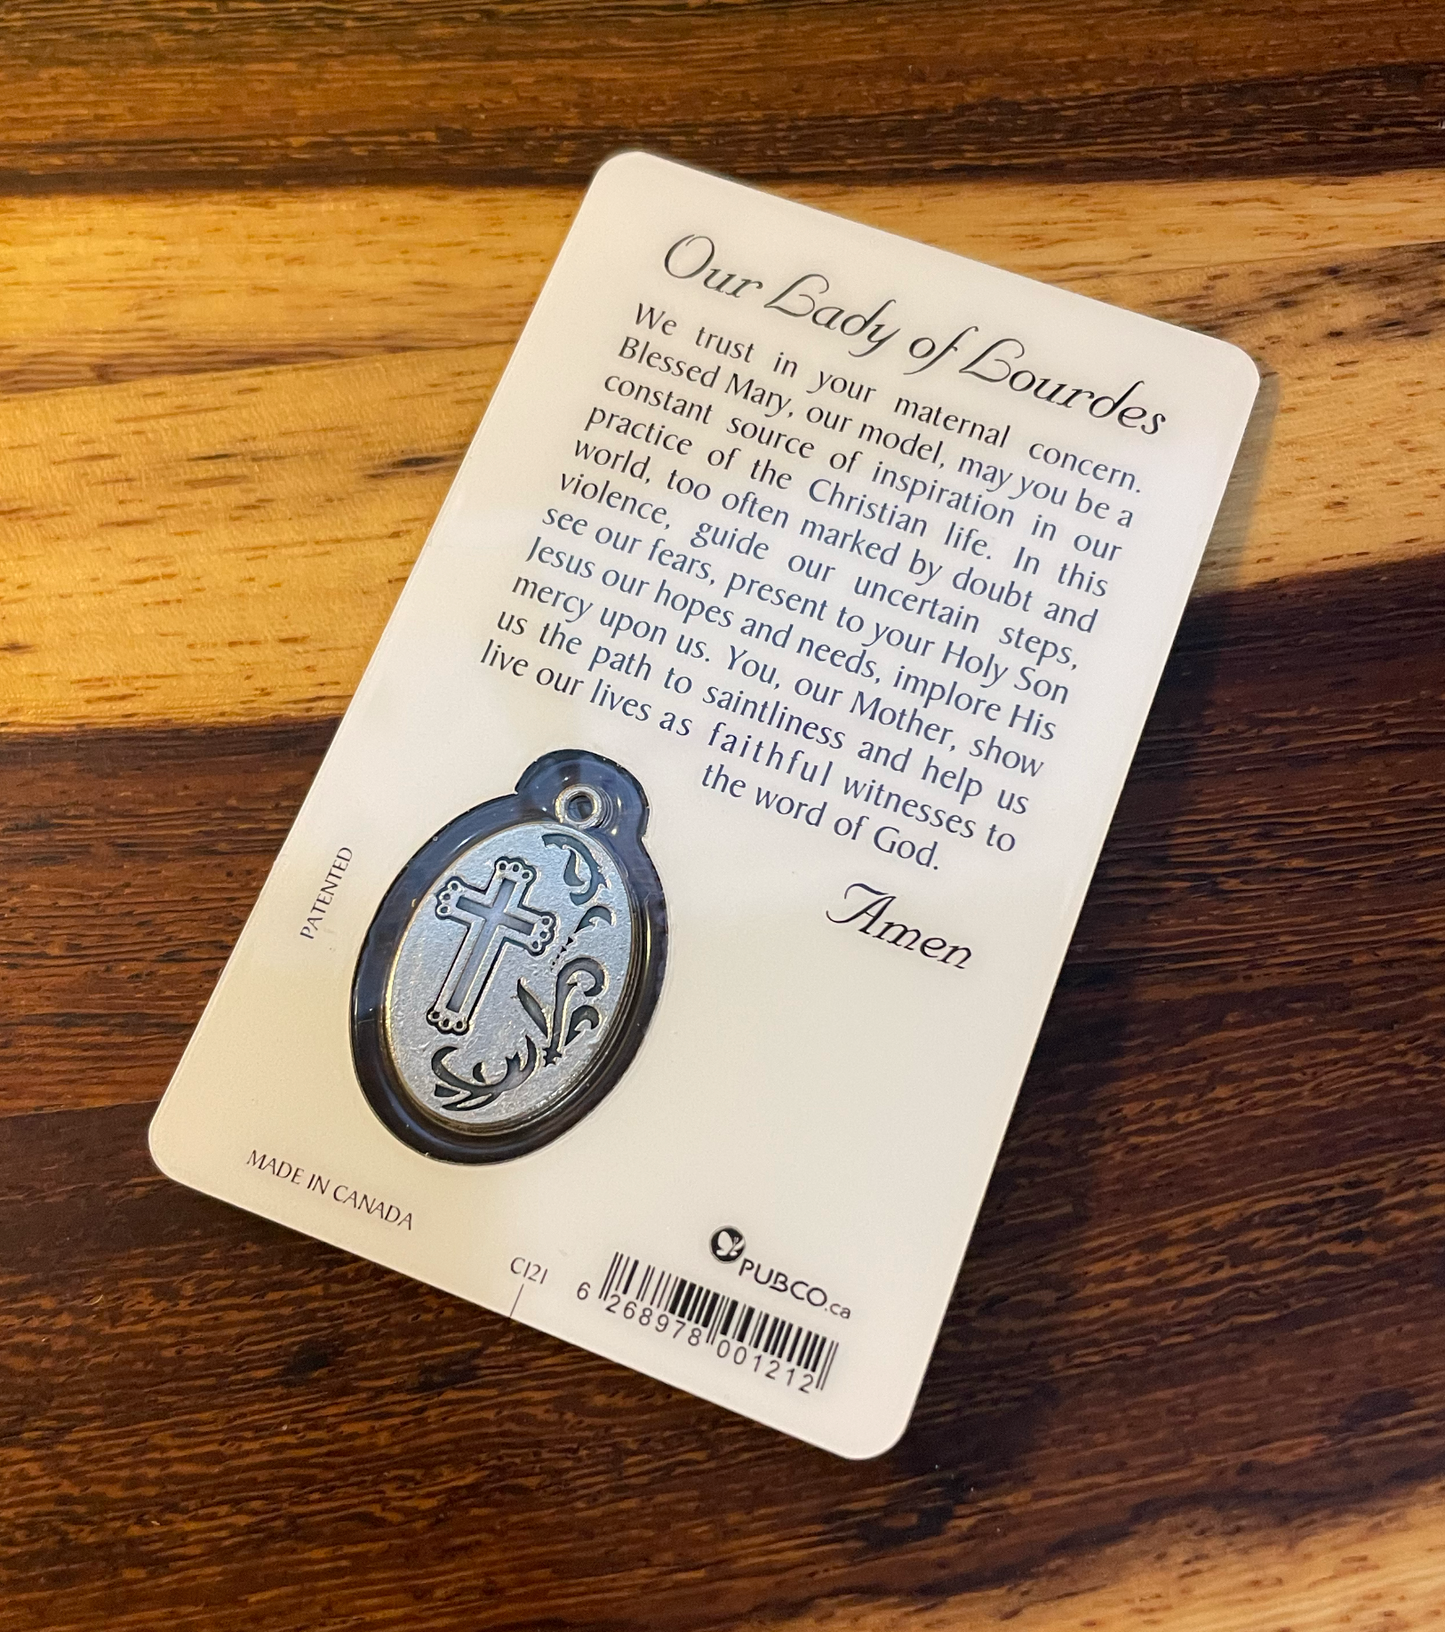 Our Lady of Lourdes
We trust in your maternal concern.
Blessed Mary, our model, may you be a
constant source of inspiration in our
practice of the Christian life. In this
world, too often marked by doubt and
violence, guide our uncertain steps,
see our fears, present to your Holy Son
Jesus our hopes and needs, implore His
mercy upon us. You, our Mother, show
us the path to saintliness and help us
live our lives as faithful witnesses to
the word of God.
Amen
PATENTED
MADE IN CANADA
C121
PUBCO.ca
6 268978 001212